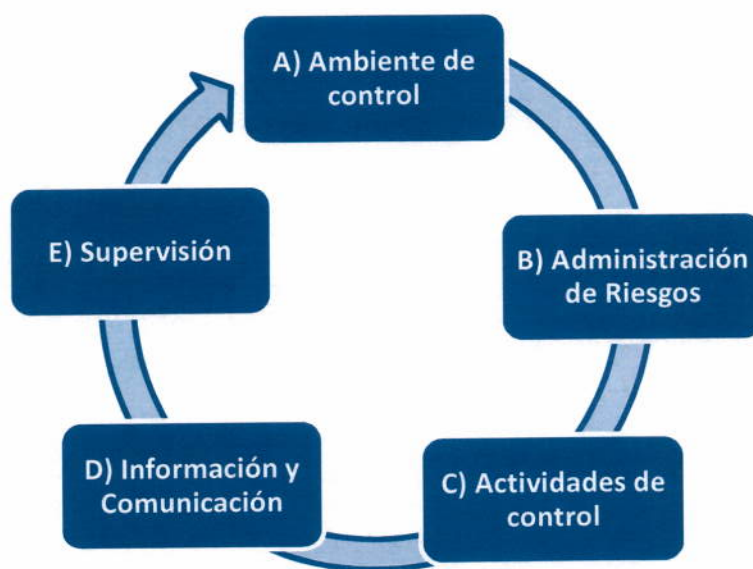 A) Ambiente de
control
B) Administración
de Riesgos
C) Actividades de
control
D) Información y
Comunicación
E) Supervisión